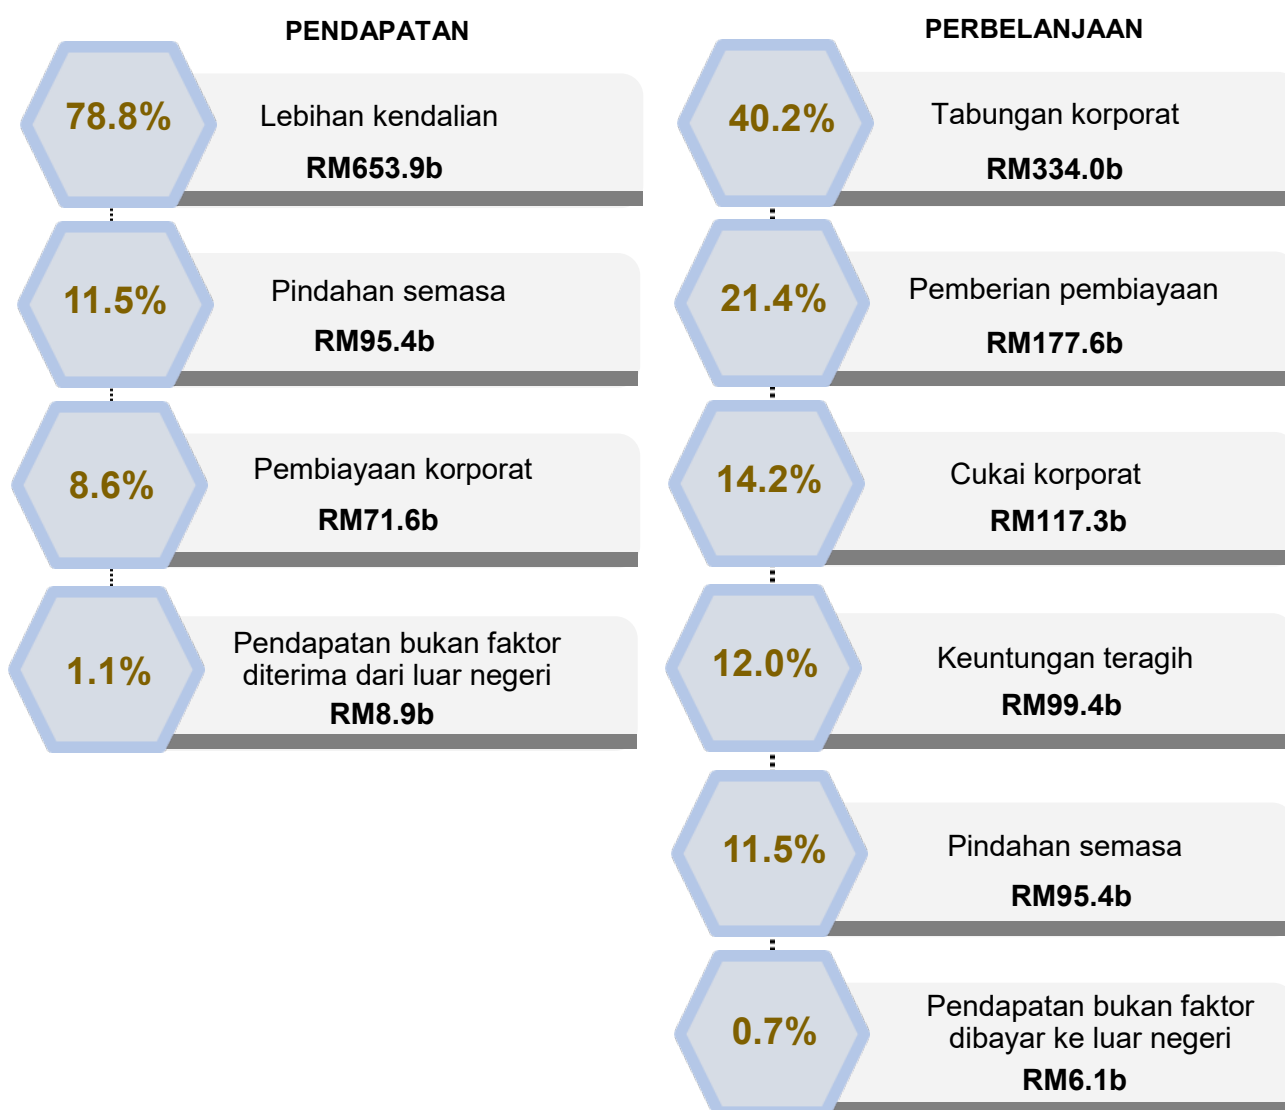 PENDAPATAN
78.8%
Lebihan kendalian
RM653.9b
11.5%
Pindahan semasa
RM95.4b
8.6%
Pembiayaan korporat
RM71.6b
1.1%
Pendapatan bukan faktor
diterima dari luar negeri
RM8.9b
PERBELANJAAN
40.2%
Tabungan korporat
RM334.0b
21.4%
Pemberian pembiayaan
RM177.6b
14.2%
Cukai korporat
RM117.3b
12.0%
Keuntungan teragih
RM99.4b
11.5%
Pindahan semasa
RM95.4b
0.7%
Pendapatan bukan faktor
dibayar ke luar negeri
RM6.1b